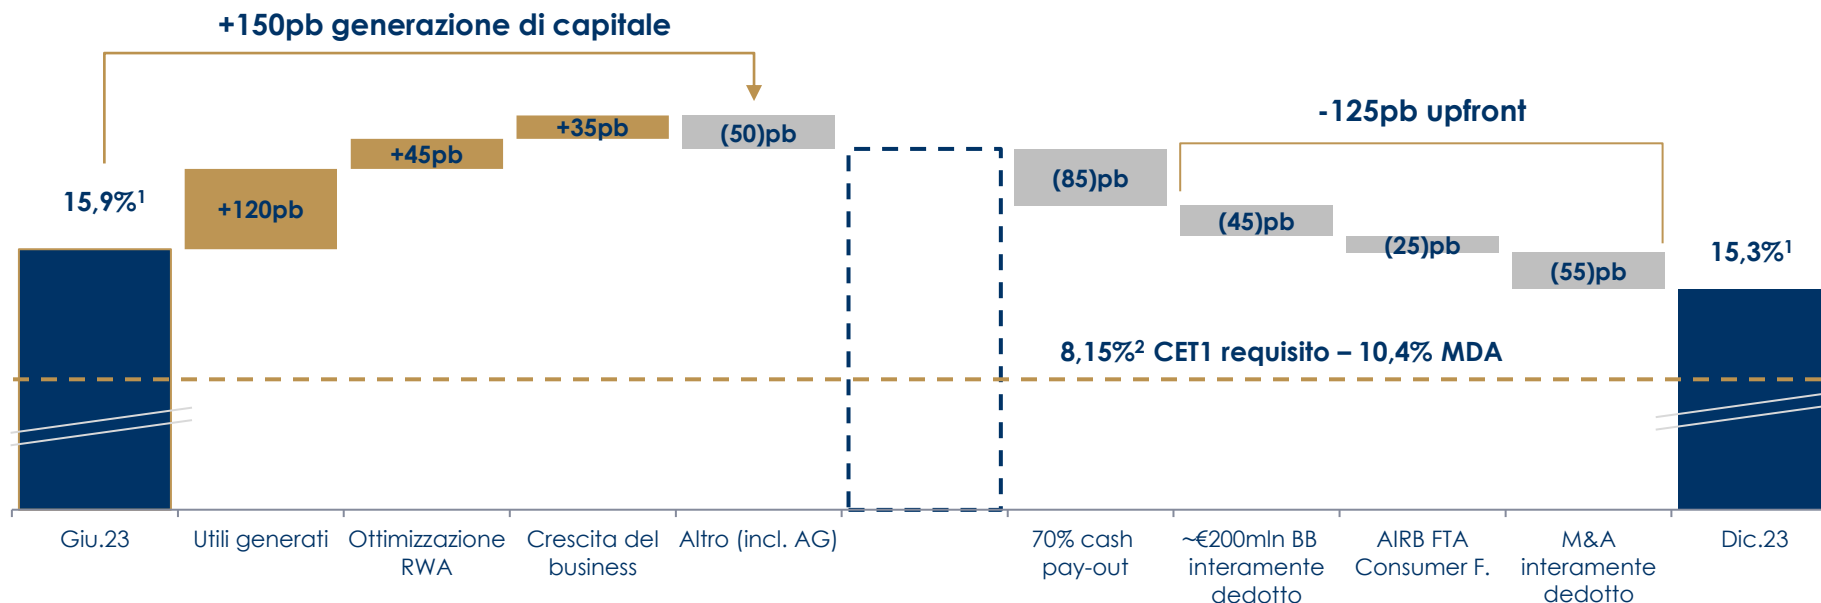 +150pb generazione di capitale
-125pb upfront
15,9%¹
+120pb
+45pb
+35pb
(50)pb
(85)pb
(45)pb
(25)pb
(55)pb
15,3%¹
8,15%² CET1 requisito – 10,4% MDA
Giu.23
Utili generati
Ottimizzazione
RWA
Crescita del
business
Altro (incl. AG)
70% cash
pay-out
~€200mln BB
interamente
dedotto
AIRB FTA
Consumer F.
M&A
interamente
dedotto
Dic.23